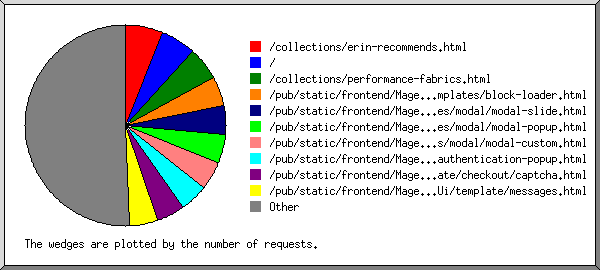 /collections/erin-recommends.html
/
/collections/performance-fabrics.html
/pub/static/frontend/Mage...mplates/block-loader.html
/pub/static/frontend/Mage...es/modal/modal-slide.html
/pub/static/frontend/Mage...es/modal/modal-popup.html
/pub/static/frontend/Mage...s/modal/modal-custom.html
/pub/static/frontend/Mage...authentication-popup.html
/pub/static/frontend/Mage...ate/checkout/captcha.html
/pub/static/frontend/Mage...Ui/template/messages.html
Other
The wedges are plotted by the number of requests.